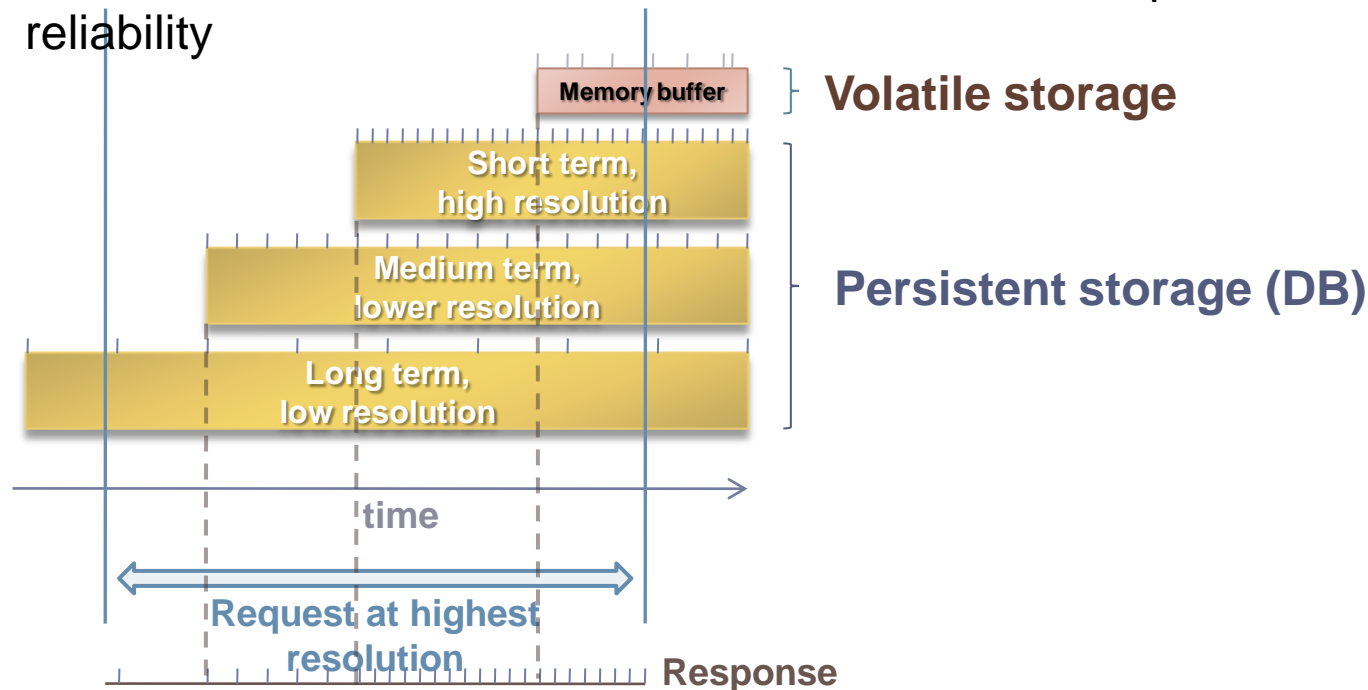 reliability
Memory buffer
Volatile storage
Short term,
high resolution
Medium term,
lower resolution
Persistent storage (DB)
Long term,
low resolution
time
Request at highest
resolution
Response